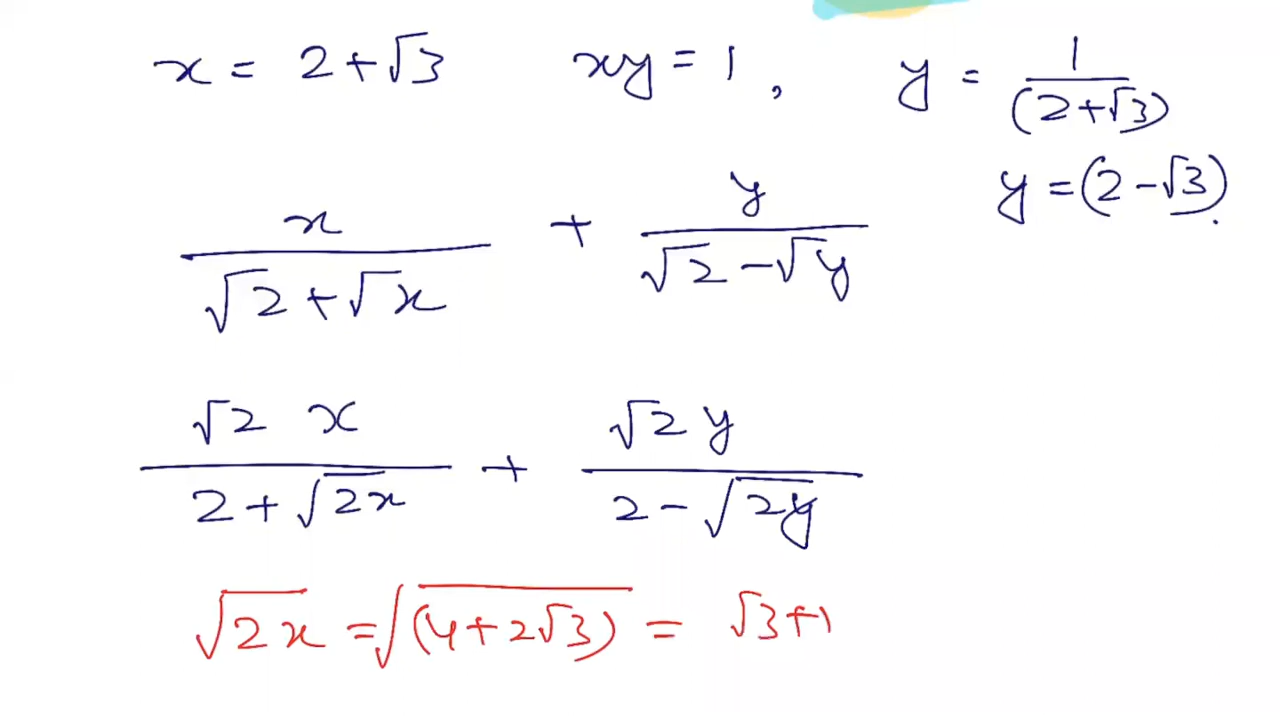 x = 2+√3 xy = 1 , y = 1/(2+√3)
y = (2-√3)
x/(√2+√x) + y/(√2-√y)
√2 x/(2+√(2x)) + √2 y/(2-√(2y))
√(2x) = √(4+2√3) = √3+1